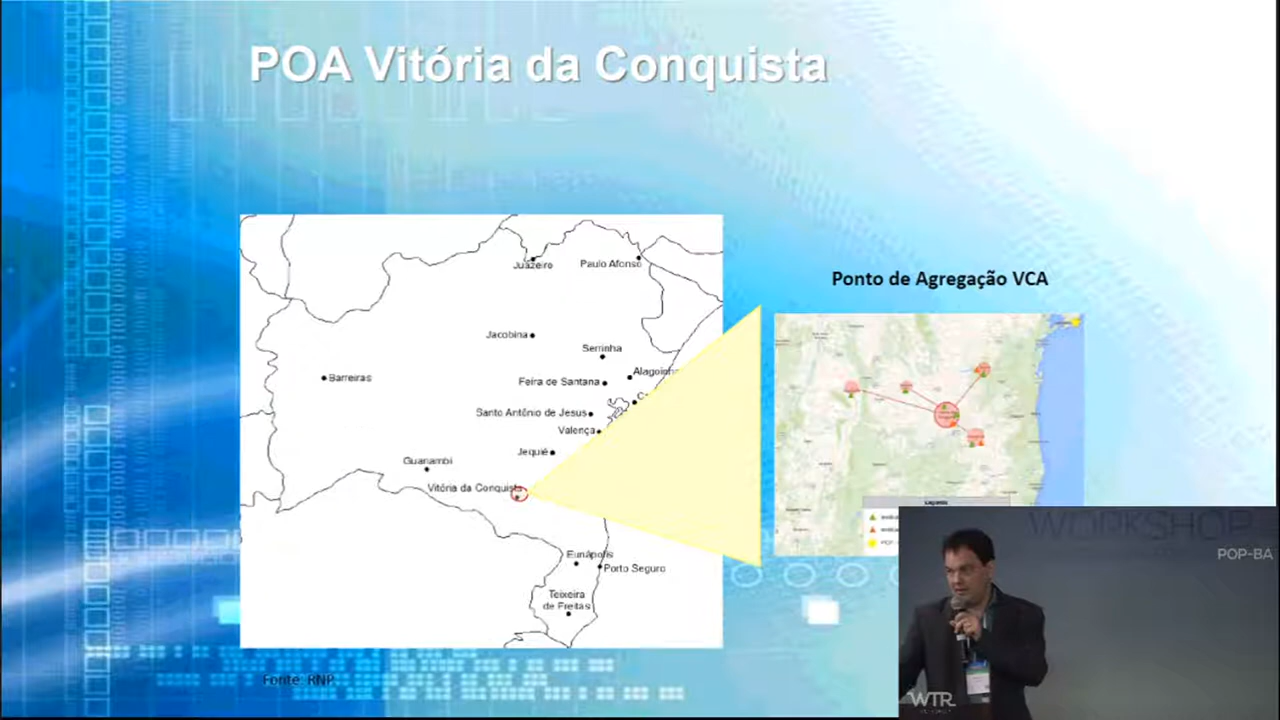 POA Vitória da Conquista
Ponto de Agregação VCA
Juazeiro
Paulo Afonso
Jacobina
Serrinha
Barreiras
Alagoinha
Feira de Santana
Santo Antônio de Jesus
Valença
Jequié
Guanambi
Vitória da Conquista
Eunápolis
Porto Seguro
Teixeira
de Freitas
Fonte: RNP
Legenda
WORKSHOP
POP-BA
WTR